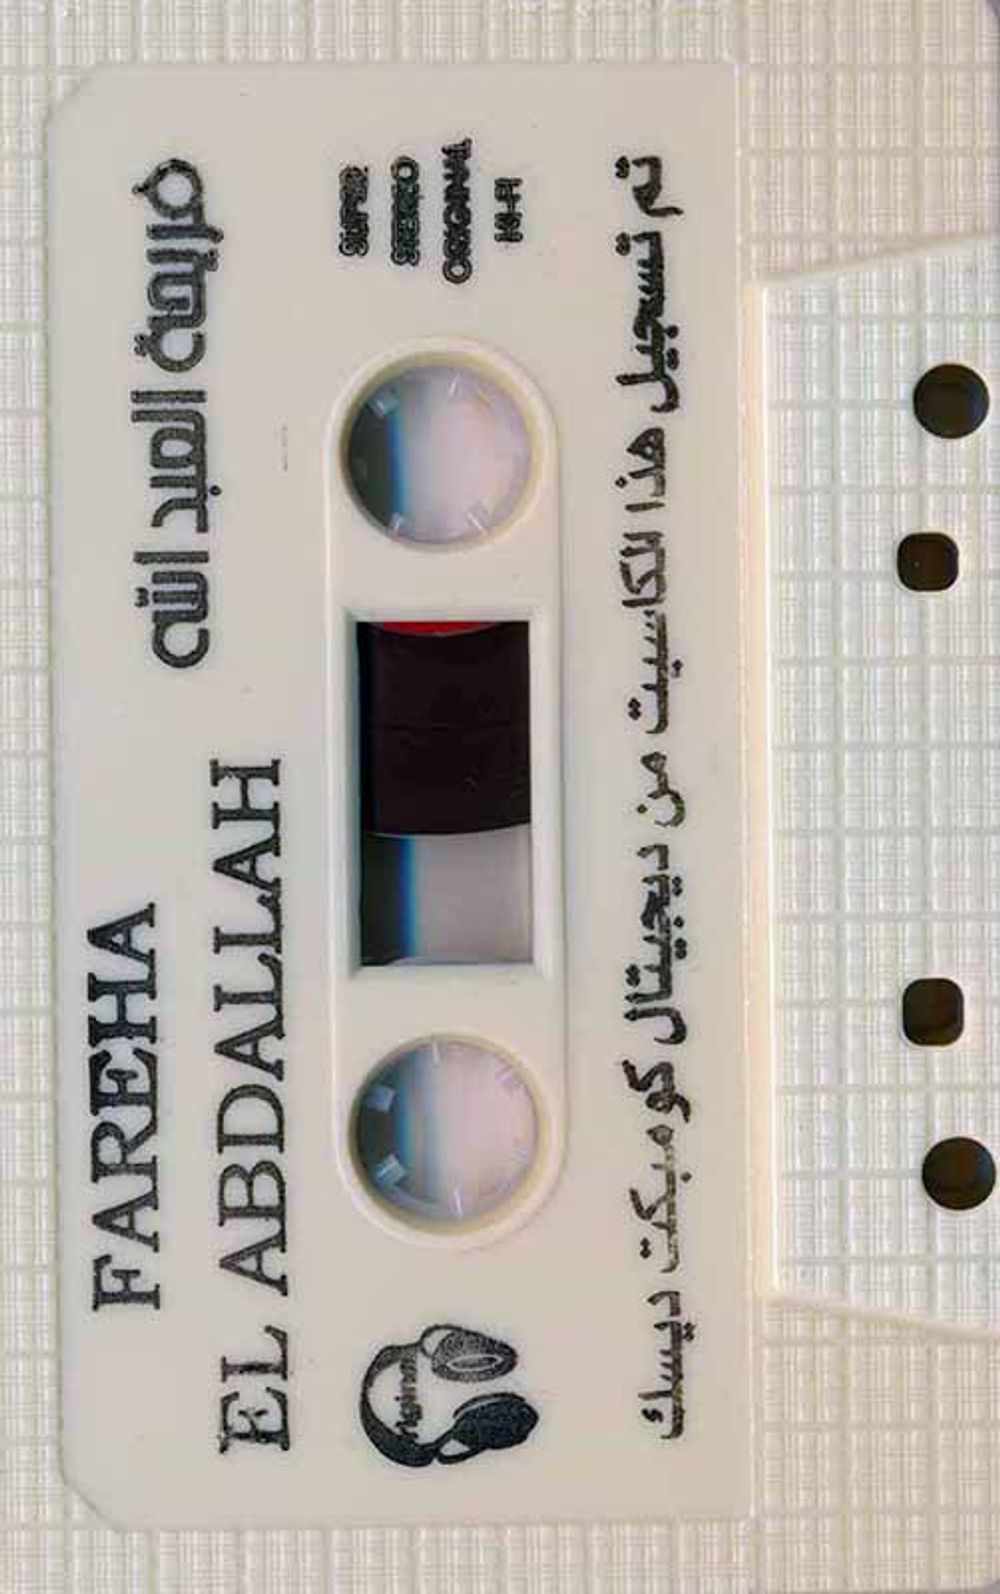 فريحة العبد الله
FAREHA
EL ABDALLAH
SUPER
STEREO
ORIGINAL
HI-FI
riginal
تم تسجيل هذا الكاسيت من ديجيتال كومبكت ديسك